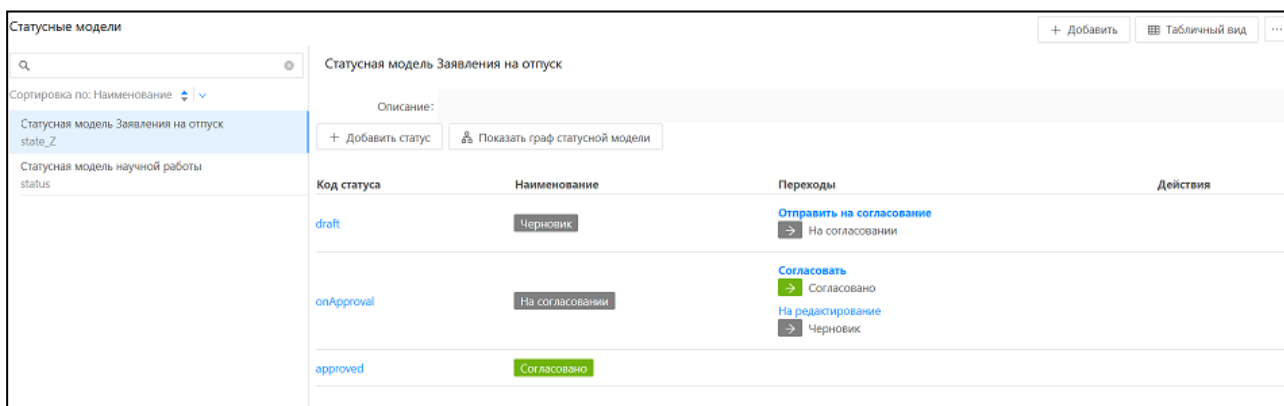 Статусные модели
+ Добавить
Табличный вид
...
Сортировка по: Наименование
Статусная модель Заявления на отпуск
state_Z
Статусная модель научной работы
status
Статусная модель Заявления на отпуск
Описание:
+ Добавить статус
Показать граф статусной модели
Код статуса Наименование Переходы Действия
draft Черновик Отправить на согласование
→ На согласовании
onApproval На согласовании Согласовать
→ Согласовано
На редактирование
→ Черновик
approved Согласовано